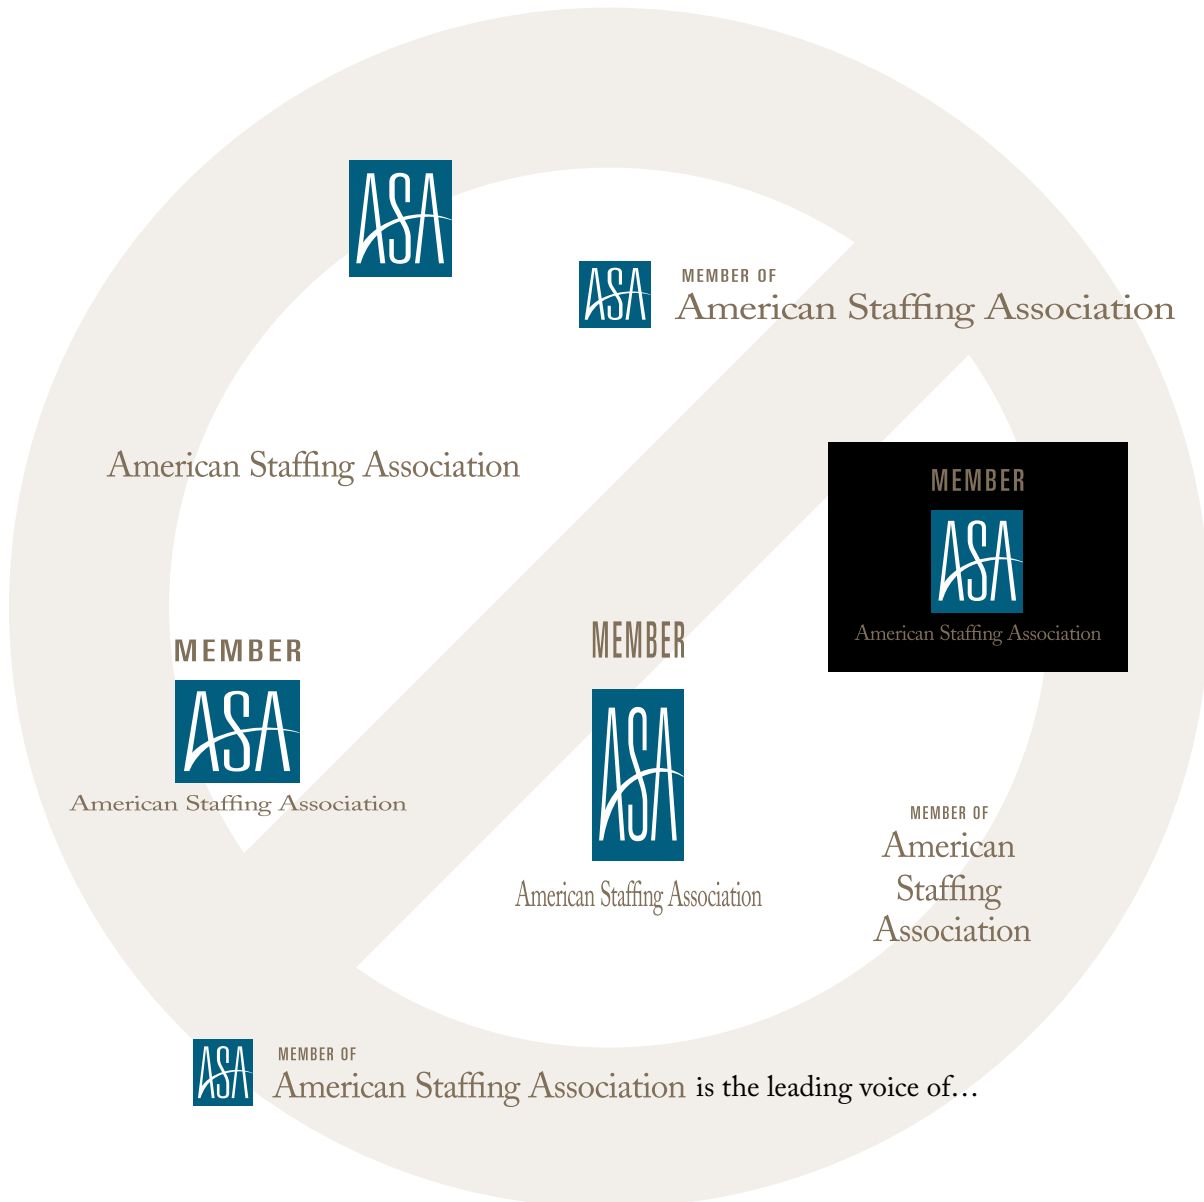 ASA
ASA
MEMBER OF
American Staffing Association
American Staffing Association
MEMBER
ASA
American Staffing Association
MEMBER
ASA
American Staffing Association
MEMBER
ASA
American Staffing Association
MEMBER OF
American
Staffing
Association
ASA
MEMBER OF
American Staffing Association is the leading voice of…